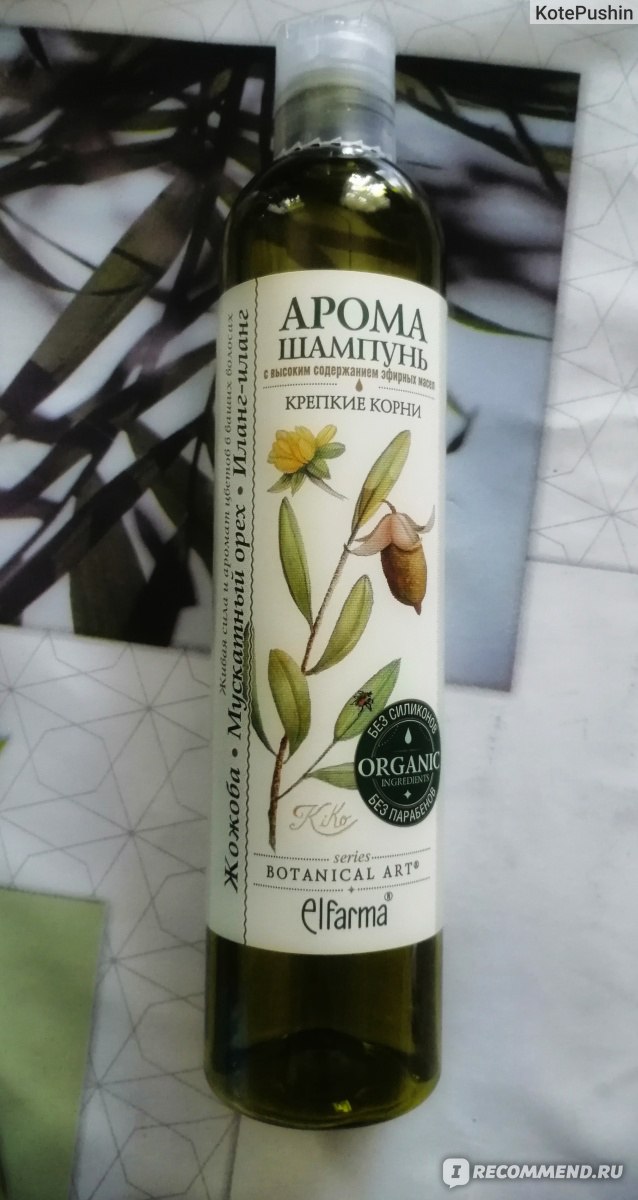 KotePushin
АРОМА
ШАМПУНЬ
с высоким содержанием эфирных масел
КРЕПКИЕ КОРНИ
Живая сила и аромат цветов в ваших волосах
Жожоба • Мускатный орех • Иланг-иланг
БЕЗ СИЛИКОНОВ
ORGANIC
INGREDIENTS
БЕЗ ПАРАБЕНОВ
KiKo
series
BOTANICAL ART®
elfarma®
IRECOMMEND.RU